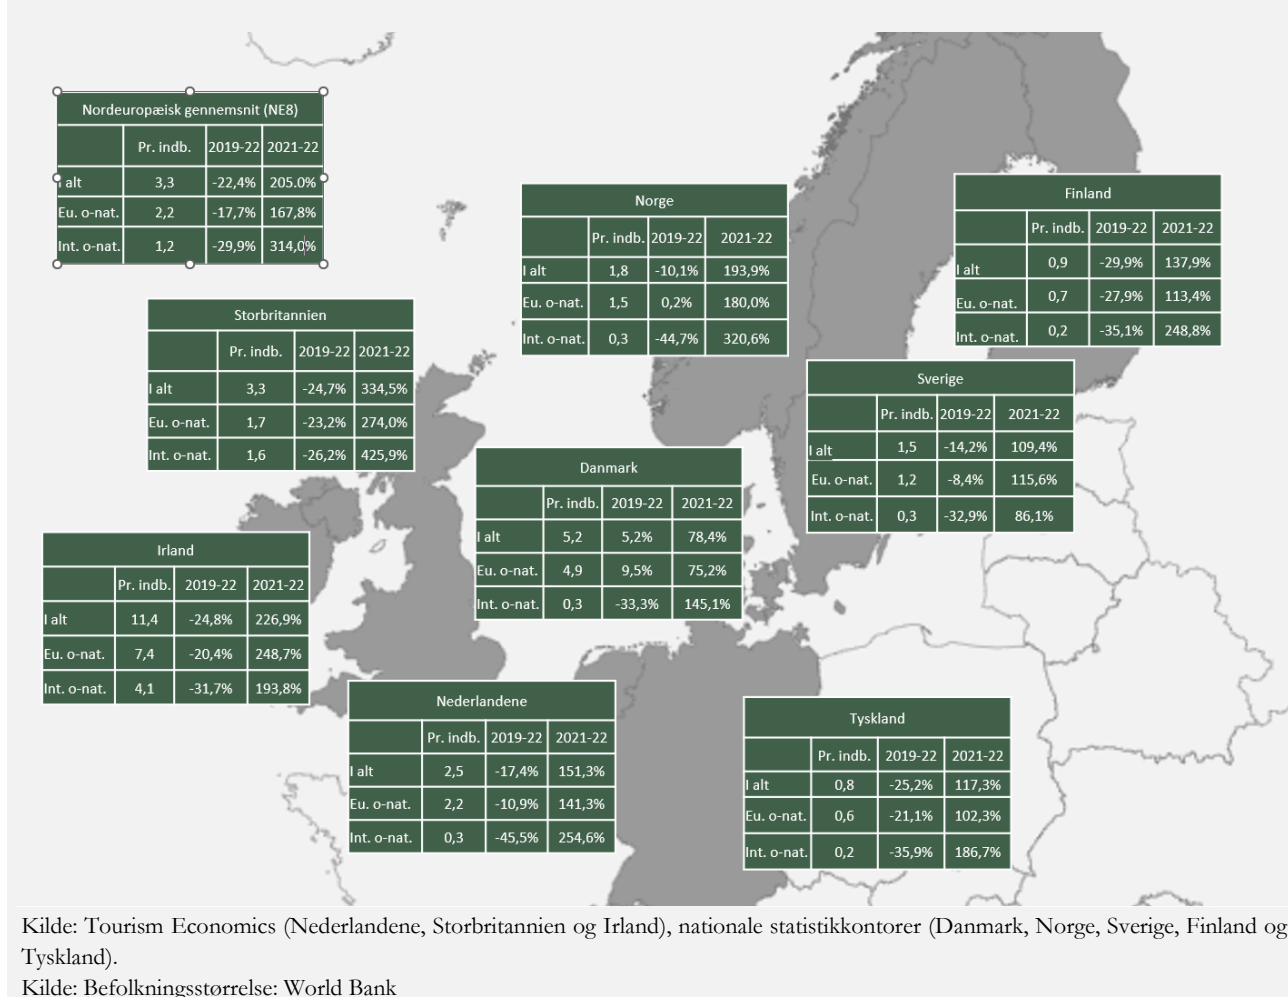 Nordeuropæisk gennemsnit (NE8)
Pr. indb. 2019-22 2021-22
I alt 3,3 -22,4% 205.0%
Eu. o-nat. 2,2 -17,7% 167,8%
Int. o-nat. 1,2 -29,9% 314,0%
Norge
Pr. indb. 2019-22 2021-22
I alt 1,8 -10,1% 193,9%
Eu. o-nat. 1,5 0,2% 180,0%
Int. o-nat. 0,3 -44,7% 320,6%
Finland
Pr. indb. 2019-22 2021-22
I alt 0,9 -29,9% 137,9%
Eu. o-nat. 0,7 -27,9% 113,4%
Int. o-nat. 0,2 -35,1% 248,8%
Storbritannien
Pr. indb. 2019-22 2021-22
I alt 3,3 -24,7% 334,5%
Eu. o-nat. 1,7 -23,2% 274,0%
Int. o-nat. 1,6 -26,2% 425,9%
Sverige
Pr. indb. 2019-22 2021-22
I alt 1,5 -14,2% 109,4%
Eu. o-nat. 1,2 -8,4% 115,6%
Int. o-nat. 0,3 -32,9% 86,1%
Danmark
Pr. indb. 2019-22 2021-22
I alt 5,2 5,2% 78,4%
Eu. o-nat. 4,9 9,5% 75,2%
Int. o-nat. 0,3 -33,3% 145,1%
Irland
Pr. indb. 2019-22 2021-22
I alt 11,4 -24,8% 226,9%
Eu. o-nat. 7,4 -20,4% 248,7%
Int. o-nat. 4,1 -31,7% 193,8%
Nederlandene
Pr. indb. 2019-22 2021-22
I alt 2,5 -17,4% 151,3%
Eu. o-nat. 2,2 -10,9% 141,3%
Int. o-nat. 0,3 -45,5% 254,6%
Tyskland
Pr. indb. 2019-22 2021-22
I alt 0,8 -25,2% 117,3%
Eu. o-nat. 0,6 -21,1% 102,3%
Int. o-nat. 0,2 -35,9% 186,7%
Kilde: Tourism Economics (Nederlandene, Storbritannien og Irland), nationale statistikkontorer (Danmark, Norge, Sverige, Finland og
Tyskland).
Kilde: Befolkningsstørrelse: World Bank